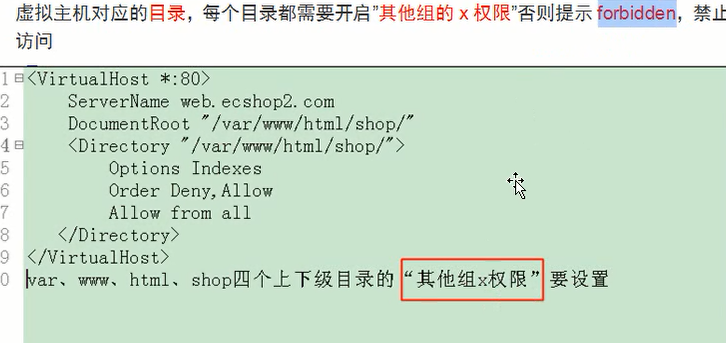 虚拟主机对应的目录，每个目录都需要开启”其他组的 x 权限”否则提示 forbidden，禁止
访问
1 <VirtualHost *:80>
2 ServerName web.ecshop2.com
3 DocumentRoot "/var/www/html/shop/"
4 <Directory "/var/www/html/shop/">
5 Options Indexes
6 Order Deny,Allow
7 Allow from all
8 </Directory>
9 </VirtualHost>
0 var、www、html、shop四个上下级目录的 “其他组x权限” 要设置